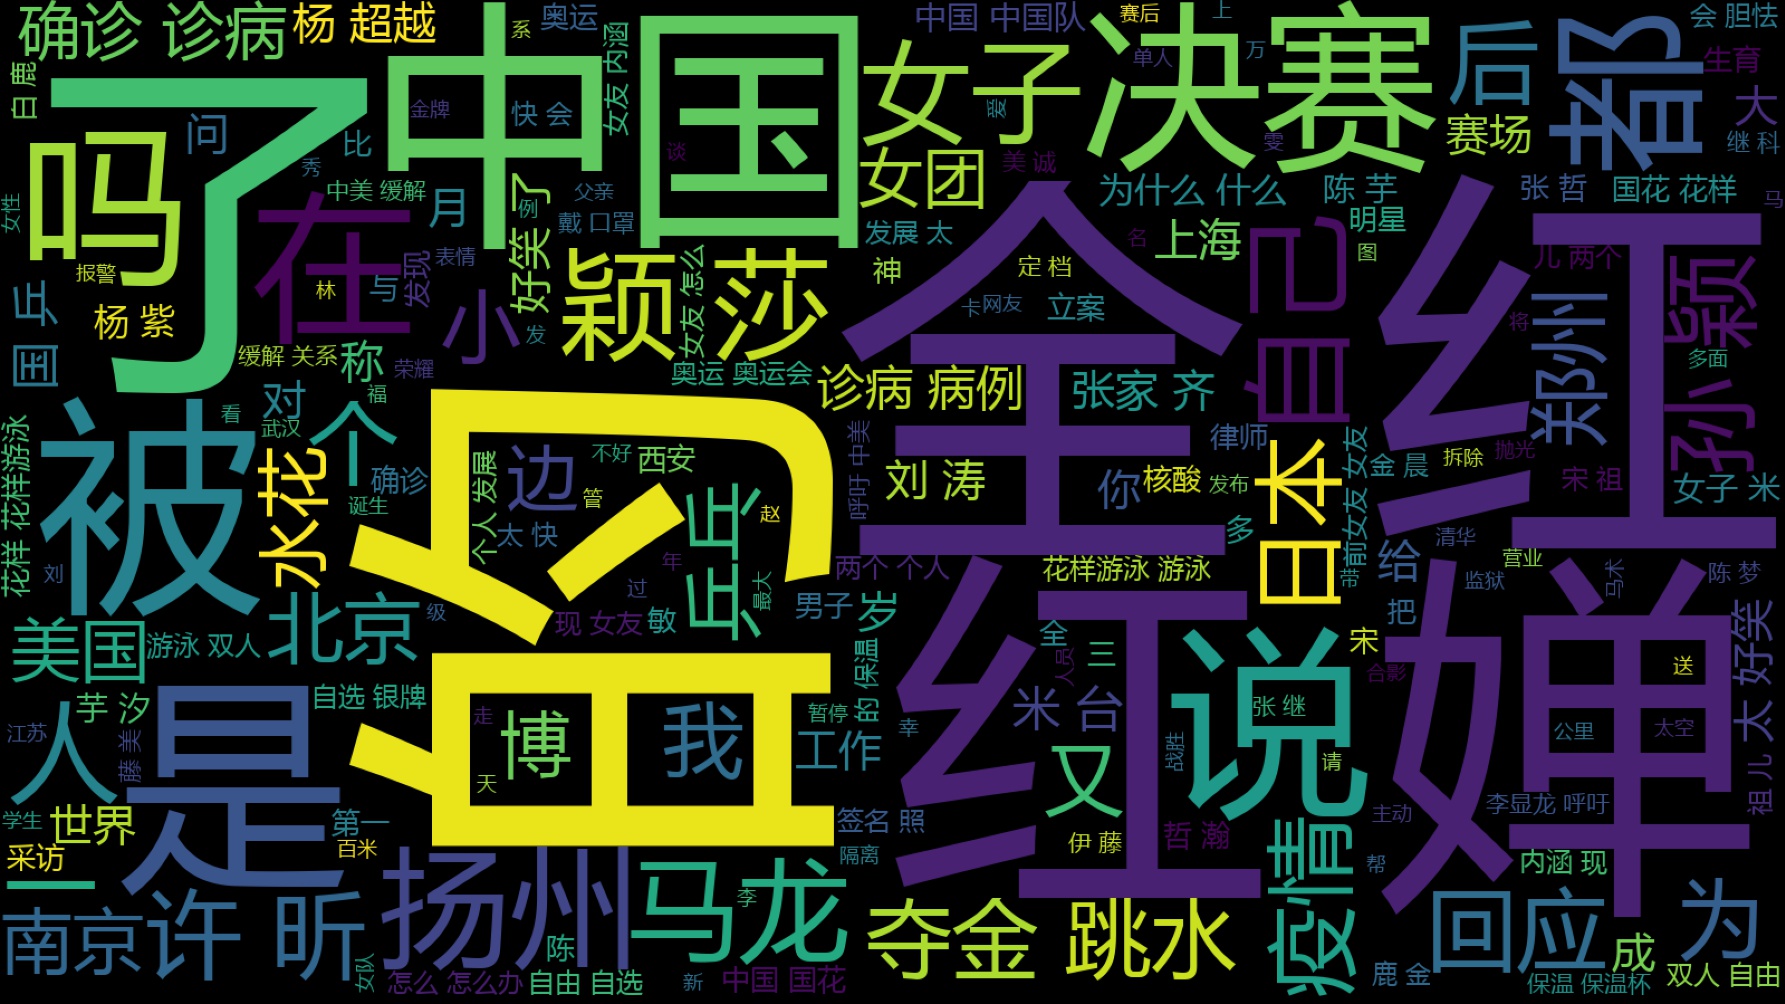 确诊 诊病
杨 超越
系
奥运
中国
中国 中国队
赛后
上
决赛
会 胆怯
白 鹿
了
女友 内涵
女子
单人
万
后
都
生育
吗
问
比
金牌
快 会
爱
雯
赛场
大
继 科
秀
谈
女团
美 诚
女性
中美 缓解
月
好笑 了
例
父亲
戴 口罩
为什么 什么
陈 芋
张 哲
国花 花样
马
在
发展 太
名
上海
明星
图
报警
林
与
发现
表情
颖 莎
女友 怎么
神
定 档
自己
红
儿 两个
孙 颖
国 乒
杨 紫
小
发
卡
网友
立案
将
郑州
多面
缓解 关系
称
荣耀
奥运 奥运会
全
诊病 病例
张家 齐
被
看
对
福
个
武汉
金
边
不好
西安
呼吁 中美
律师
日本
前女友 女友
金 晨
拆除
抛光
花样 花样游泳
水花
确诊
个人 发展
管
乒乓
赵
刘 涛
你
核酸
发布
宋 祖
女子 米
诞生
太 快
多
清华
刘
年
两个 个人
花样游泳 游泳
带
给
监狱
营业
马术
陈 梦
过
最大
男子
岁
红
把
婵
美国
游泳 双人
北京
级
现 女友
敏
全
三
人员
说
宋
合影
送
太 好笑
是
自选 银牌
的 保温
芋 汐
人
江苏
藤 美
走
博
我
暂停
幸
米 台
张 继
公里
太空
工作
战胜
又
请
祖 儿
天
李显龙 呼吁
学生
世界
第一
签名 照
伊 藤
哲 瀚
主动
采访
百米
隔离
疫情
帮
内涵 现
一
扬州
马龙
李
夺金
跳水
回应
为
南京
许 昕
陈
成
女队
怎么 怎么办
自由 自选
新
中国 国花
鹿 金
保温 保温杯
双人 自由